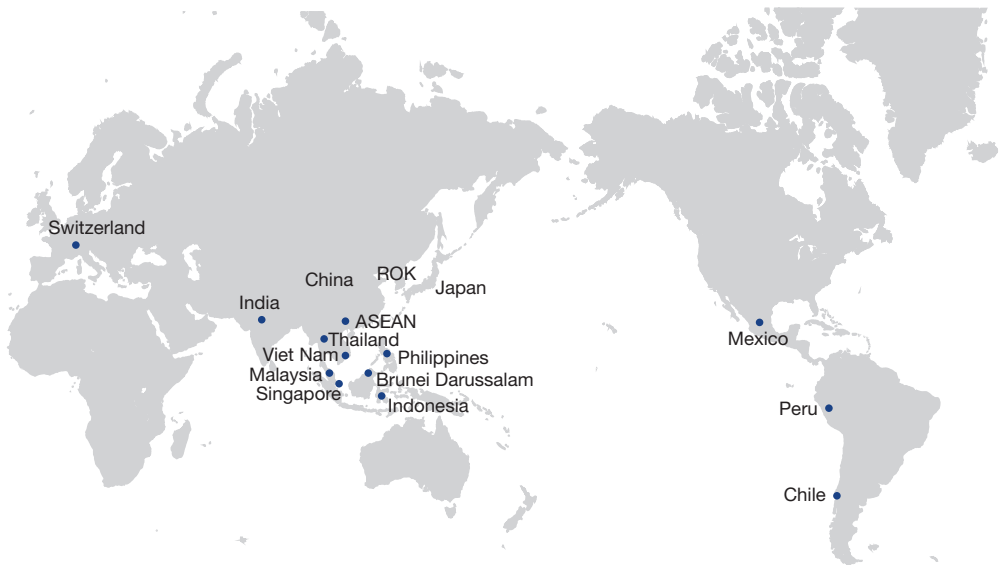 Switzerland
China
ROK
Japan
India
ASEAN
Thailand
Mexico
Viet Nam
Philippines
Malaysia
Brunei Darussalam
Singapore
Indonesia
Peru
Chile